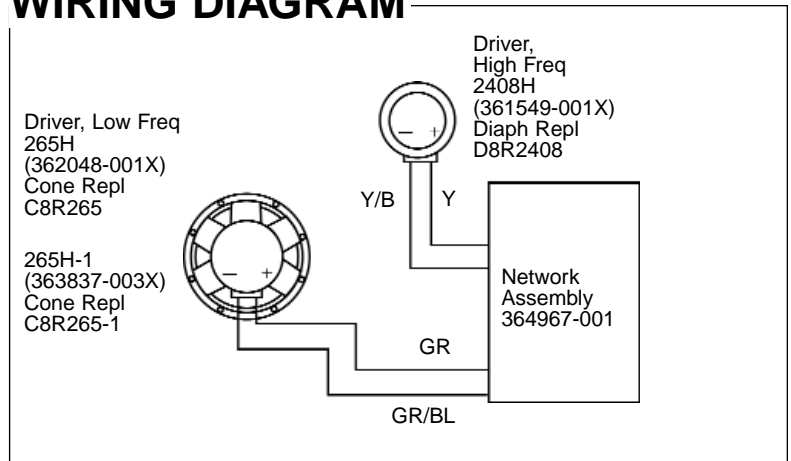 WIRING DIAGRAM
Driver,
High Freq
2408H
(361549-001X)
Diaph Repl
D8R2408
Driver, Low Freq
265H
(362048-001X)
Cone Repl
C8R265
265H-1
(363837-003X)
Cone Repl
C8R265-1
− +
Y/B Y
− +
Network
Assembly
364967-001
GR
GR/BL